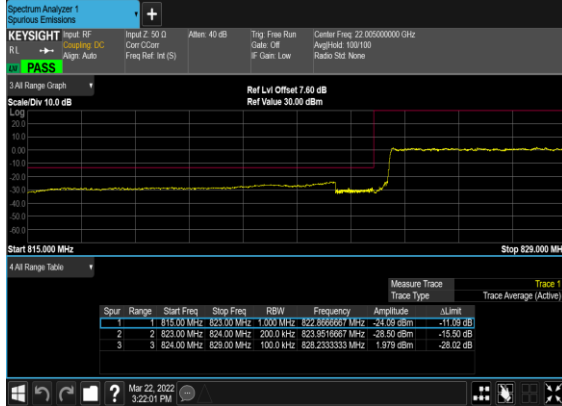 Spectrum Analyzer 1
Spurious Emissions
+
KEYSIGHT Input: RF Input Z: 50 Ω Atten: 40 dB Trig: Free Run Center Freq: 22.005000000 GHz
RL Coupling: DC Corr CCorr Gate: Off Avg|Hold: 100/100
Align: Auto Freq Ref: Int (S) IF Gain: Low Radio Std: None
LXI PASS
3 All Range Graph
Ref Lvl Offset 7.60 dB
Scale/Div 10.0 dB Ref Value 30.00 dBm
Log
20.0
10.0
0.00
-10.0
-20.0
-30.0
-40.0
-50.0
-60.0
Start 815.000 MHz Stop 829.000 MH
4 All Range Table
Measure Trace Trace 1
Trace Type Trace Average (Active)
Spur Range Start Freq Stop Freq RBW Frequency Amplitude ΔLimit
1 1 815.00 MHz 823.00 MHz 1.000 MHz 822.8666667 MHz -24.09 dBm -11.09 dB
2 2 823.00 MHz 824.00 MHz 200.0 kHz 823.9516667 MHz -28.50 dBm -15.50 dB
3 3 824.00 MHz 829.00 MHz 100.0 kHz 828.2333333 MHz 1.979 dBm -28.02 dB
?
Mar 22, 2022
3:22:01 PM